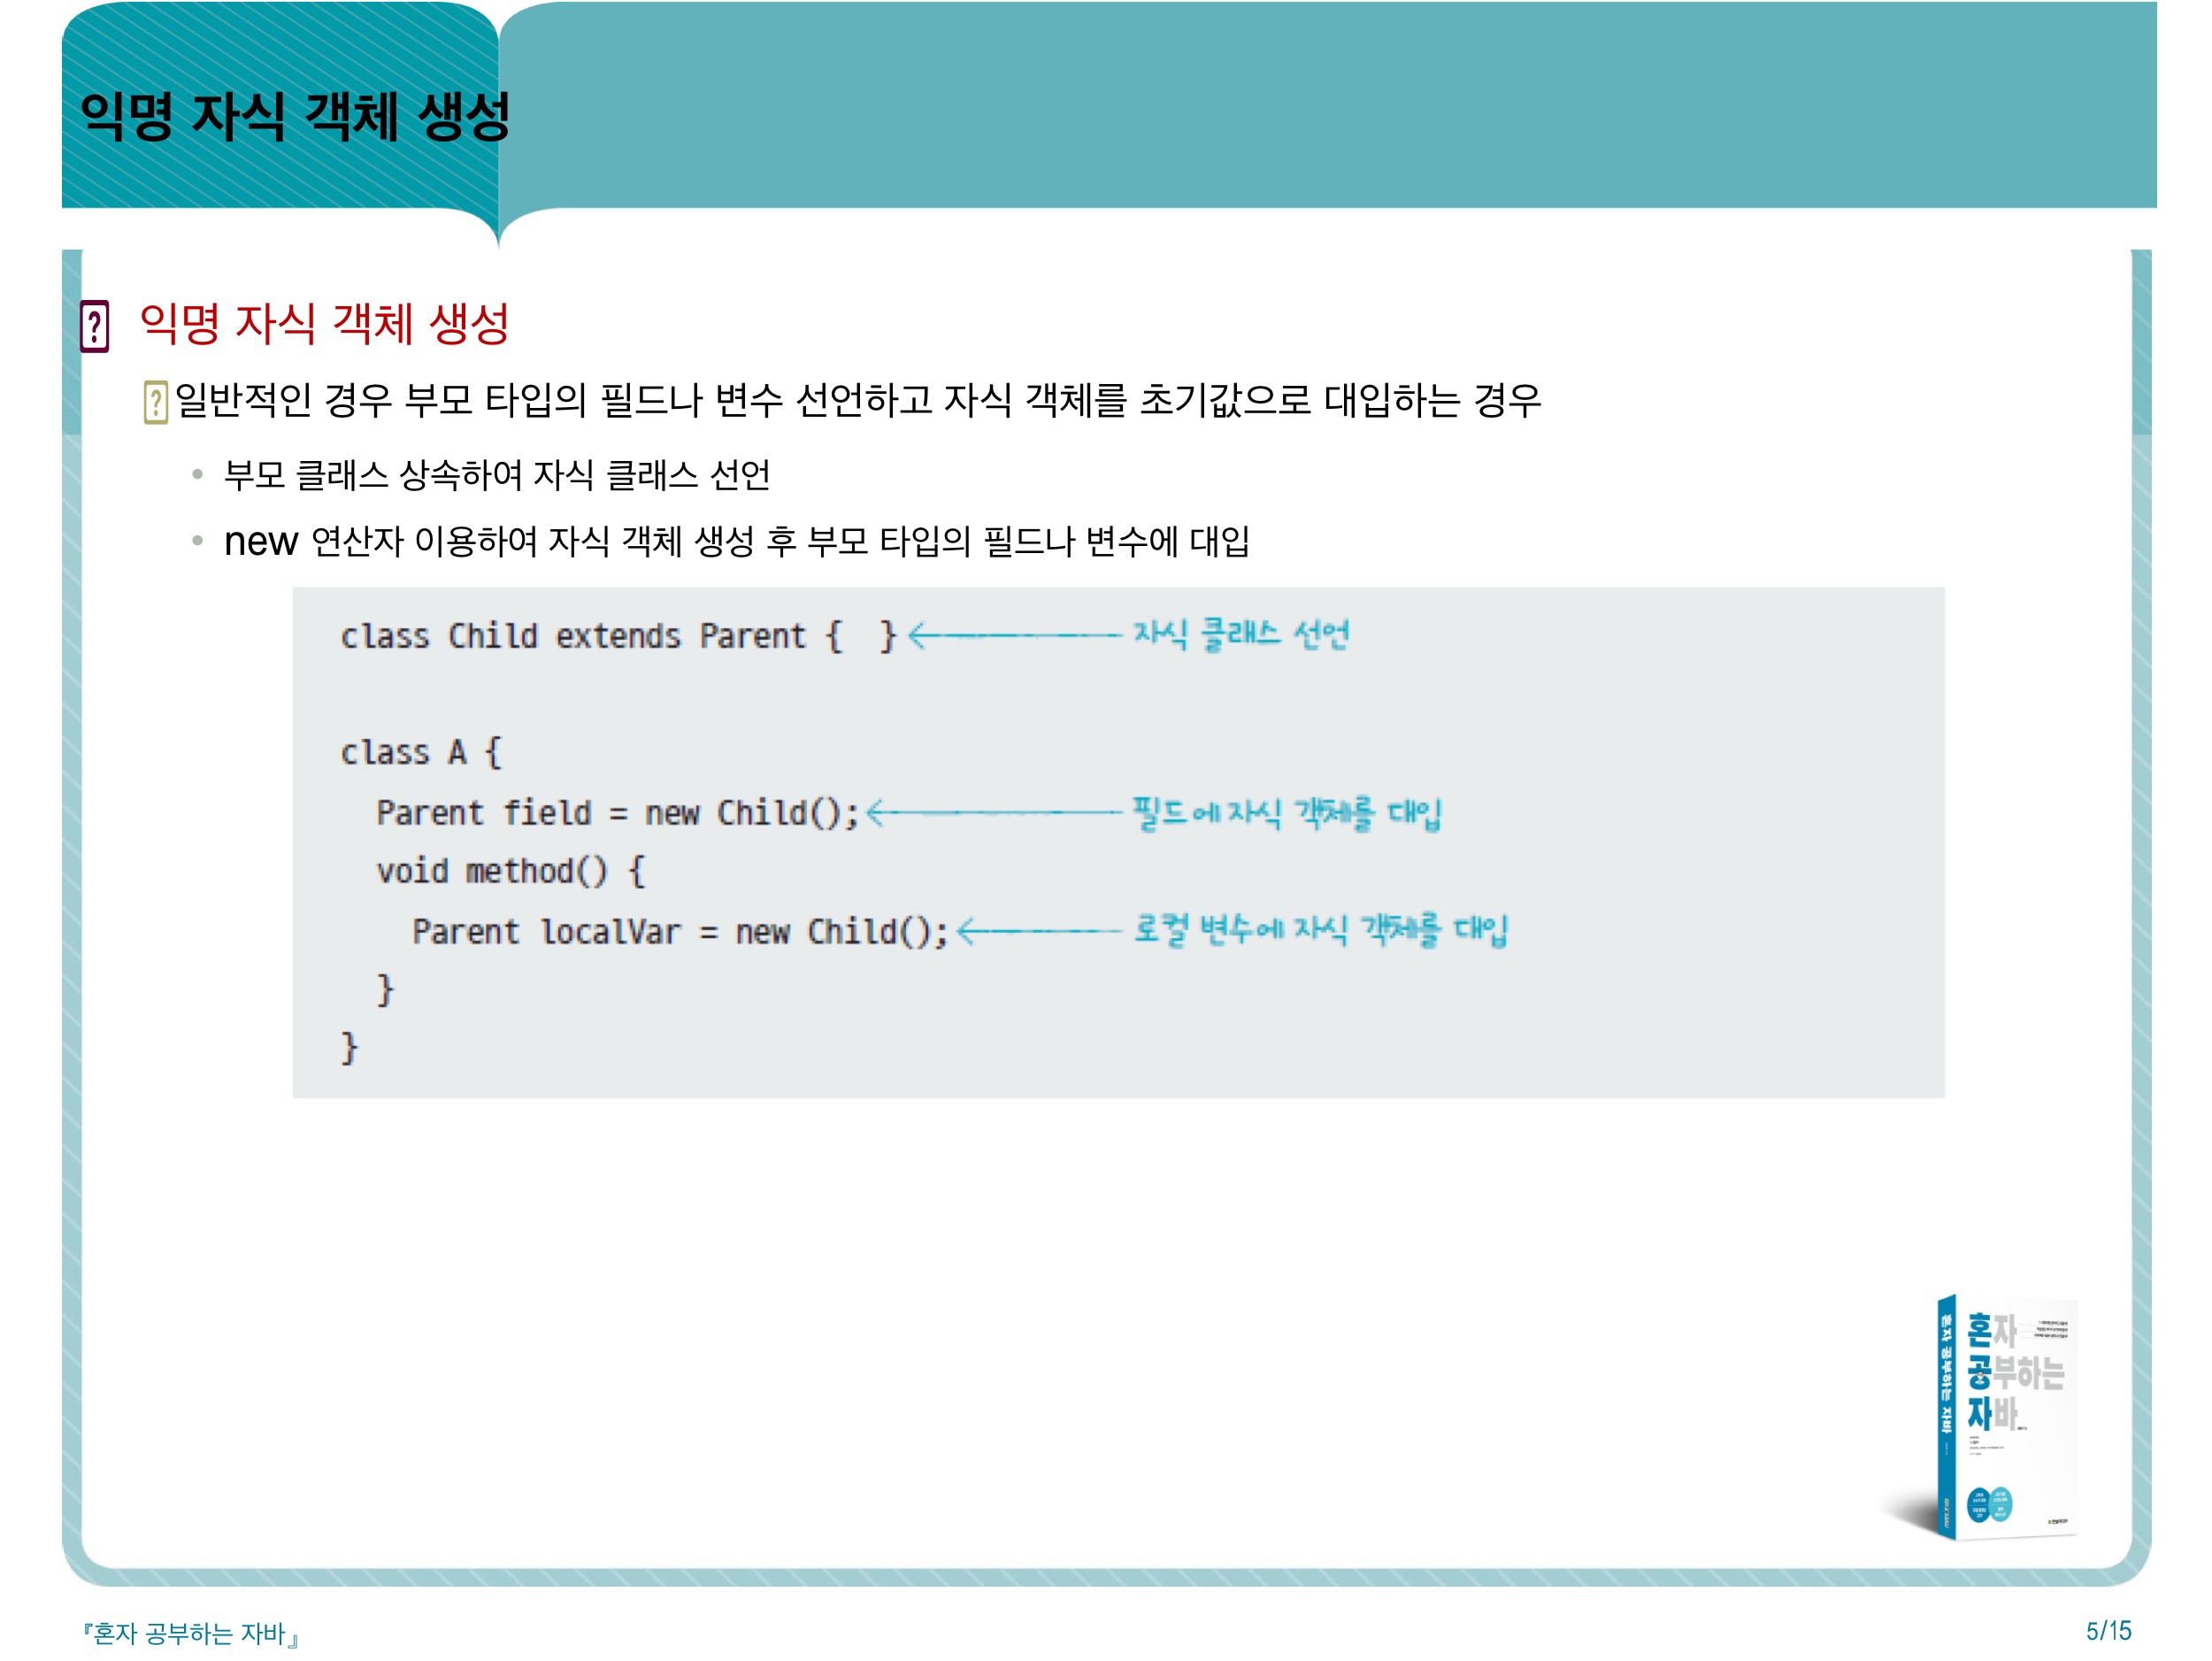 익명 자식 객체 생성
익명 자식 객체 생성
일반적인 경우 부모 타입의 필드나 변수 선언하고 자식 객체를 초기값으로 대입하는 경우
• 부모 클래스 상속하여 자식 클래스 선언
• new 연산자 이용하여 자식 객체 생성 후 부모 타입의 필드나 변수에 대입
class Child extends Parent { } 자식 클래스 선언
class A {
Parent field = new Child(); 필드에 자식 객체를 대입
void method() {
Parent localVar = new Child(); 로컬 변수에 자식 객체를 대입
}
}
혼자 공부하는 자바
혼자
공부하는
자바
『혼자 공부하는 자바』
5/15